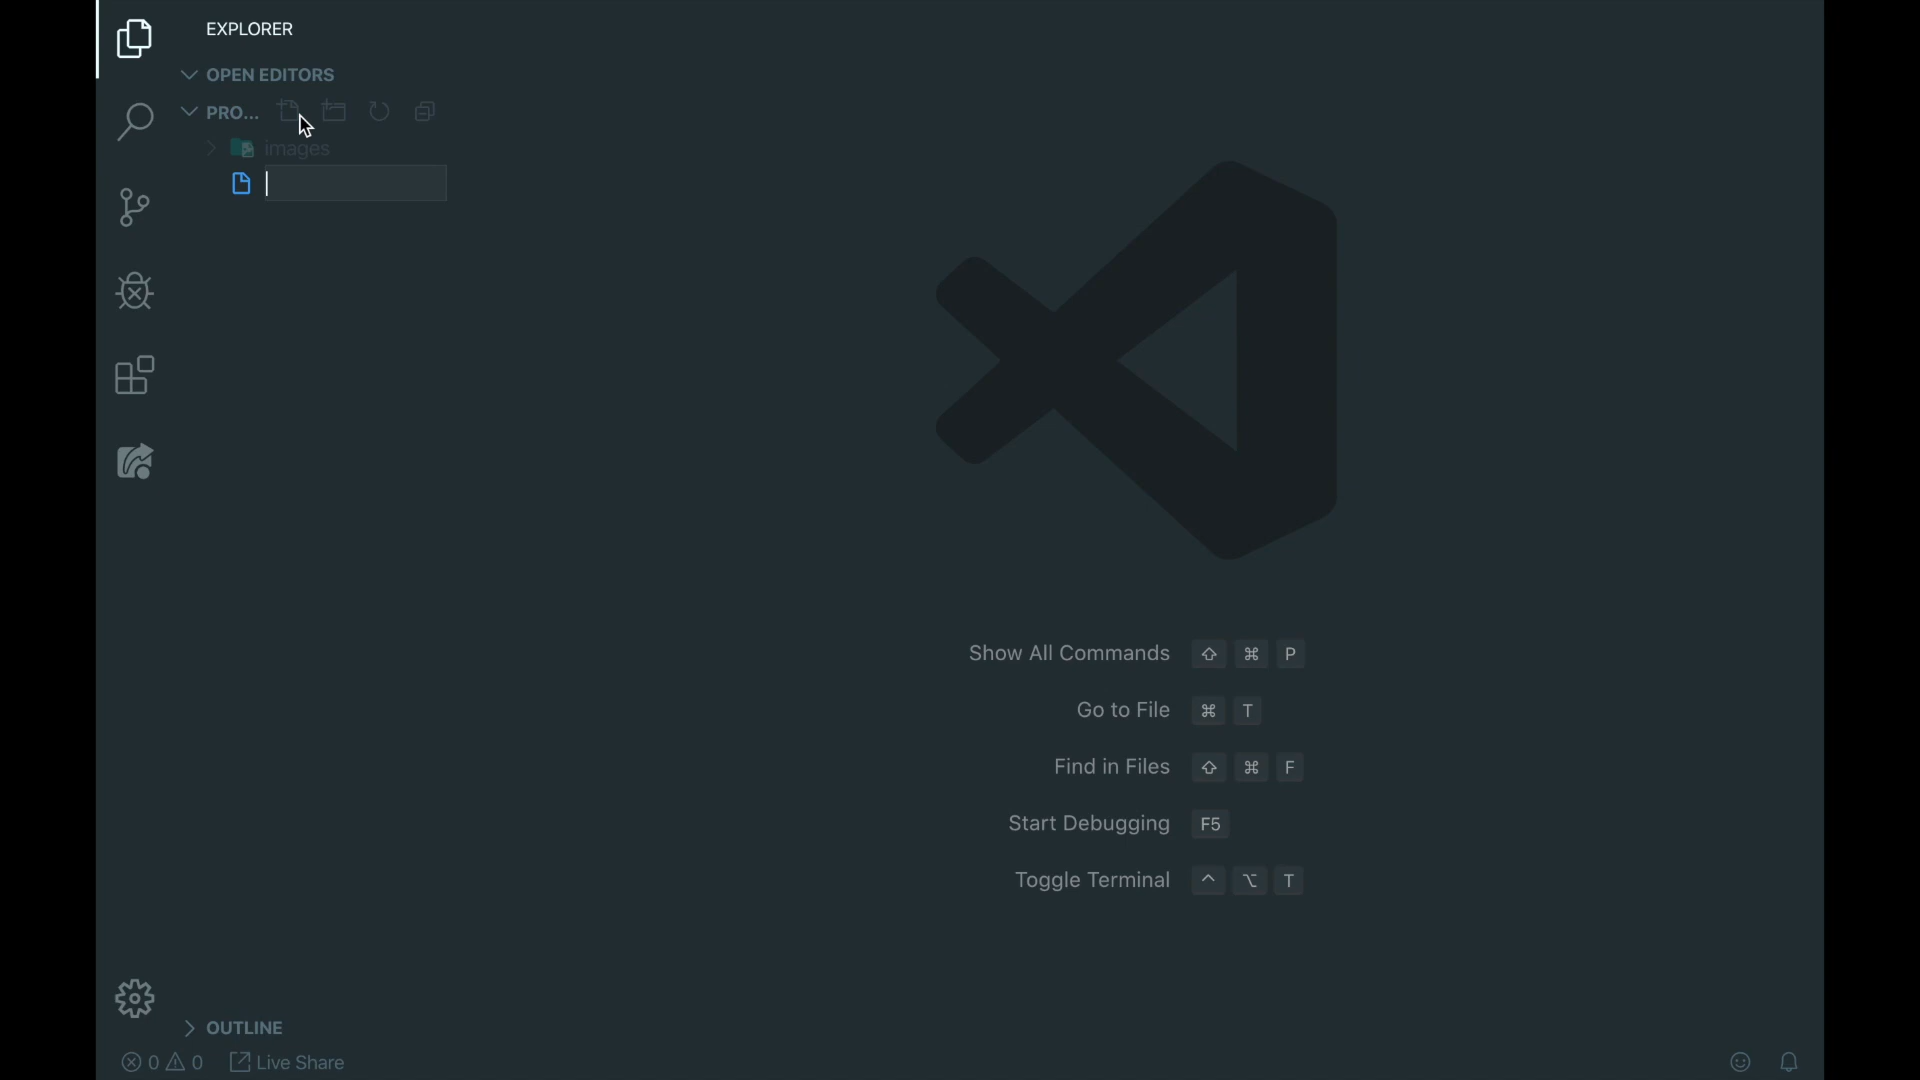 EXPLORER
OPEN EDITORS
PRO...
images
Show All Commands ⇧ ⌘ P
Go to File ⌘ T
Find in Files ⇧ ⌘ F
Start Debugging F5
Toggle Terminal ^ ⌥ T
OUTLINE
0 0 Live Share